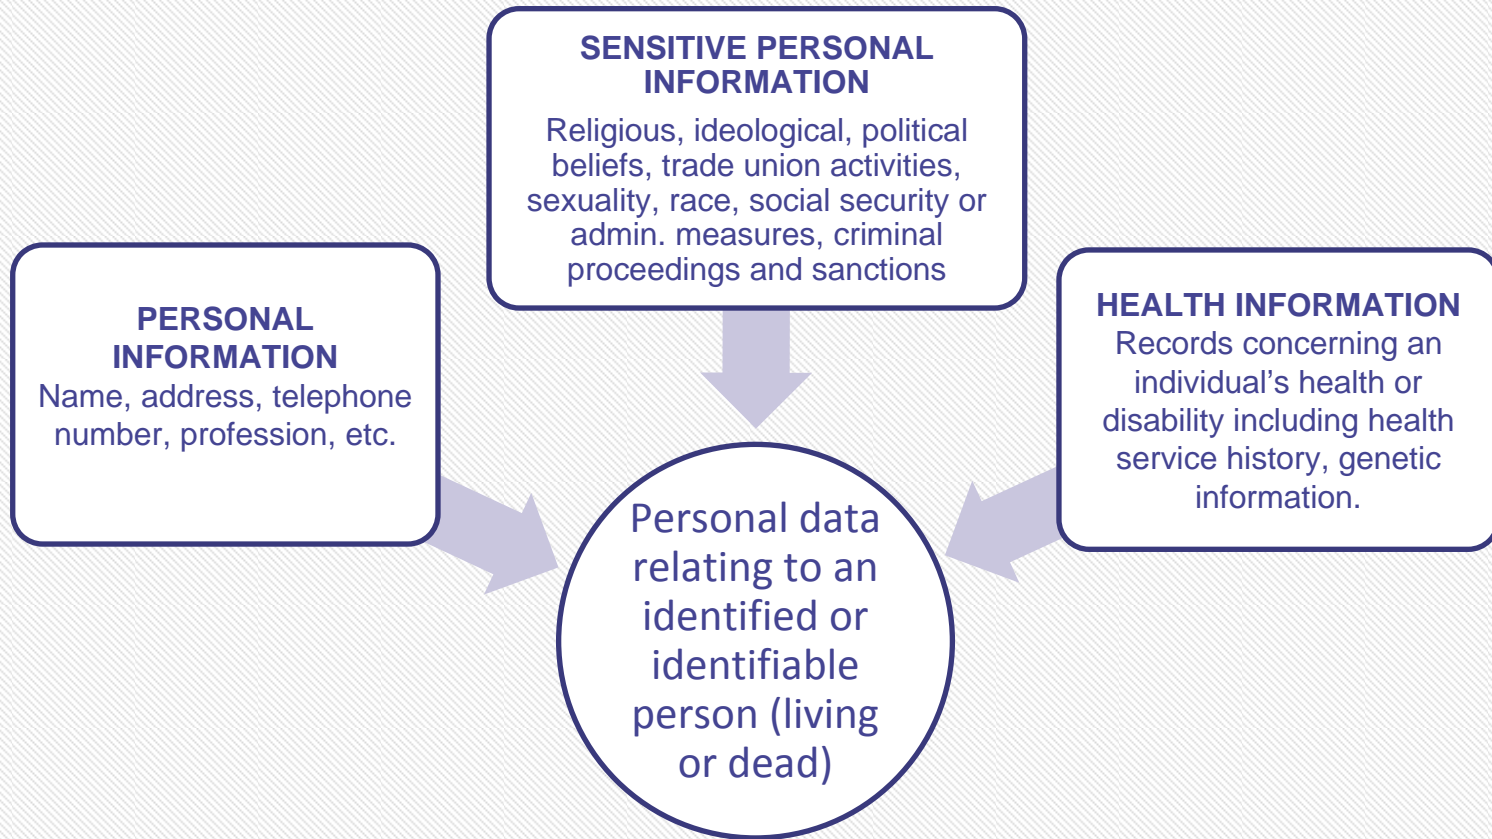 SENSITIVE PERSONAL
INFORMATION
Religious, ideological, political
beliefs, trade union activities,
sexuality, race, social security or
admin. measures, criminal
proceedings and sanctions
PERSONAL
INFORMATION
Name, address, telephone
number, profession, etc.
HEALTH INFORMATION
Records concerning an
individual’s health or
disability including health
service history, genetic
information.
Personal data
relating to an
identified or
identifiable
person (living
or dead)